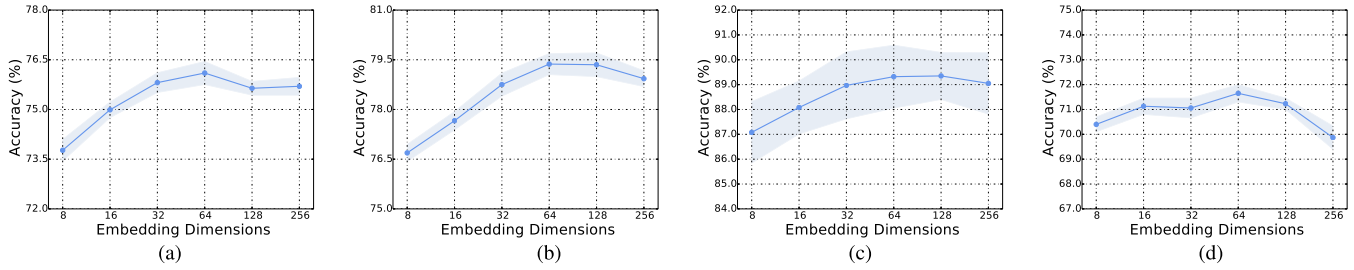 78.0
76.5
75.0
73.5
72.0
Accuracy (%)
8 16 32 64 128 256
Embedding Dimensions
(a)
81.0
79.5
78.0
76.5
75.0
Accuracy (%)
8 16 32 64 128 256
Embedding Dimensions
(b)
92.0
91.0
90.0
89.0
88.0
87.0
86.0
85.0
84.0
Accuracy (%)
8 16 32 64 128 256
Embedding Dimensions
(c)
75.0
74.0
73.0
72.0
71.0
70.0
69.0
68.0
67.0
Accuracy (%)
8 16 32 64 128 256
Embedding Dimensions
(d)